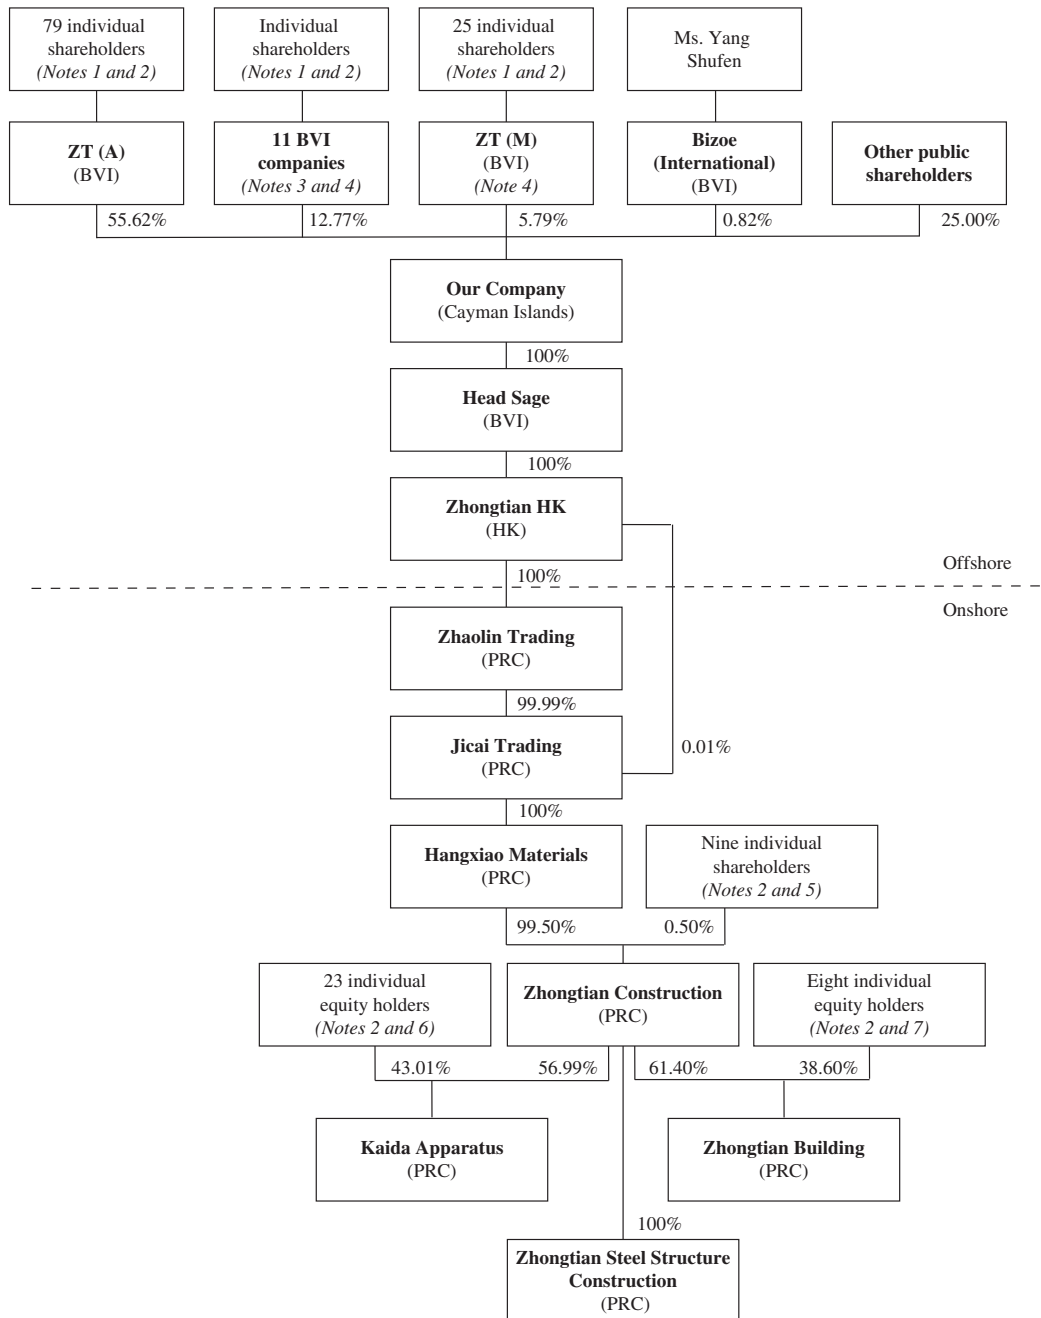 79 individual
shareholders
(Notes 1 and 2)
Individual
shareholders
(Notes 1 and 2)
25 individual
shareholders
(Notes 1 and 2)
Ms. Yang
Shufen
ZT (A)
(BVI)
11 BVI
companies
(Notes 3 and 4)
ZT (M)
(BVI)
(Note 4)
Bizoe
(International)
(BVI)
Other public
shareholders
55.62%
12.77%
5.79%
0.82%
25.00%
Our Company
(Cayman Islands)
100%
Head Sage
(BVI)
100%
Zhongtian HK
(HK)
100%
Offshore
Onshore
Zhaolin Trading
(PRC)
99.99%
Jicai Trading
(PRC)
0.01%
100%
Hangxiao Materials
(PRC)
Nine individual
shareholders
(Notes 2 and 5)
99.50%
0.50%
23 individual
equity holders
(Notes 2 and 6)
Zhongtian Construction
(PRC)
Eight individual
equity holders
(Notes 2 and 7)
43.01%
56.99%
61.40%
38.60%
Kaida Apparatus
(PRC)
Zhongtian Building
(PRC)
100%
Zhongtian Steel Structure
Construction
(PRC)